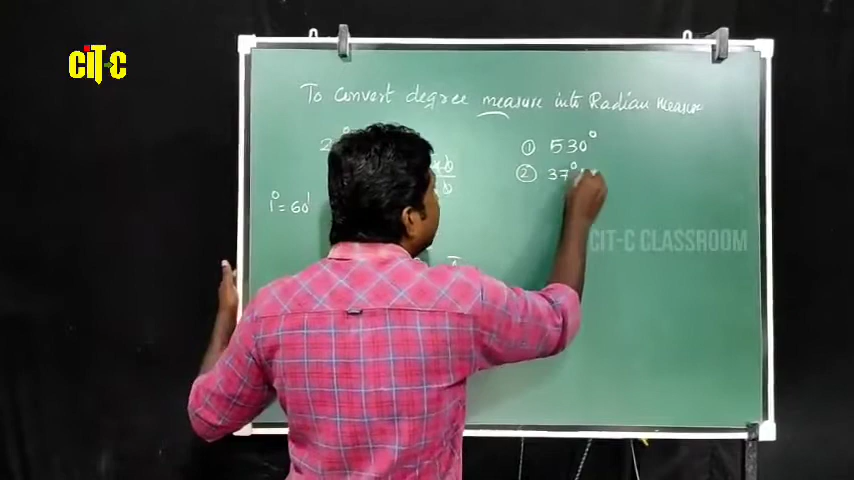 CiT-C
To Convert degree measure into Radian Measure
① 530°
② 37°
1° = 60'
CIT-C CLASSROOM